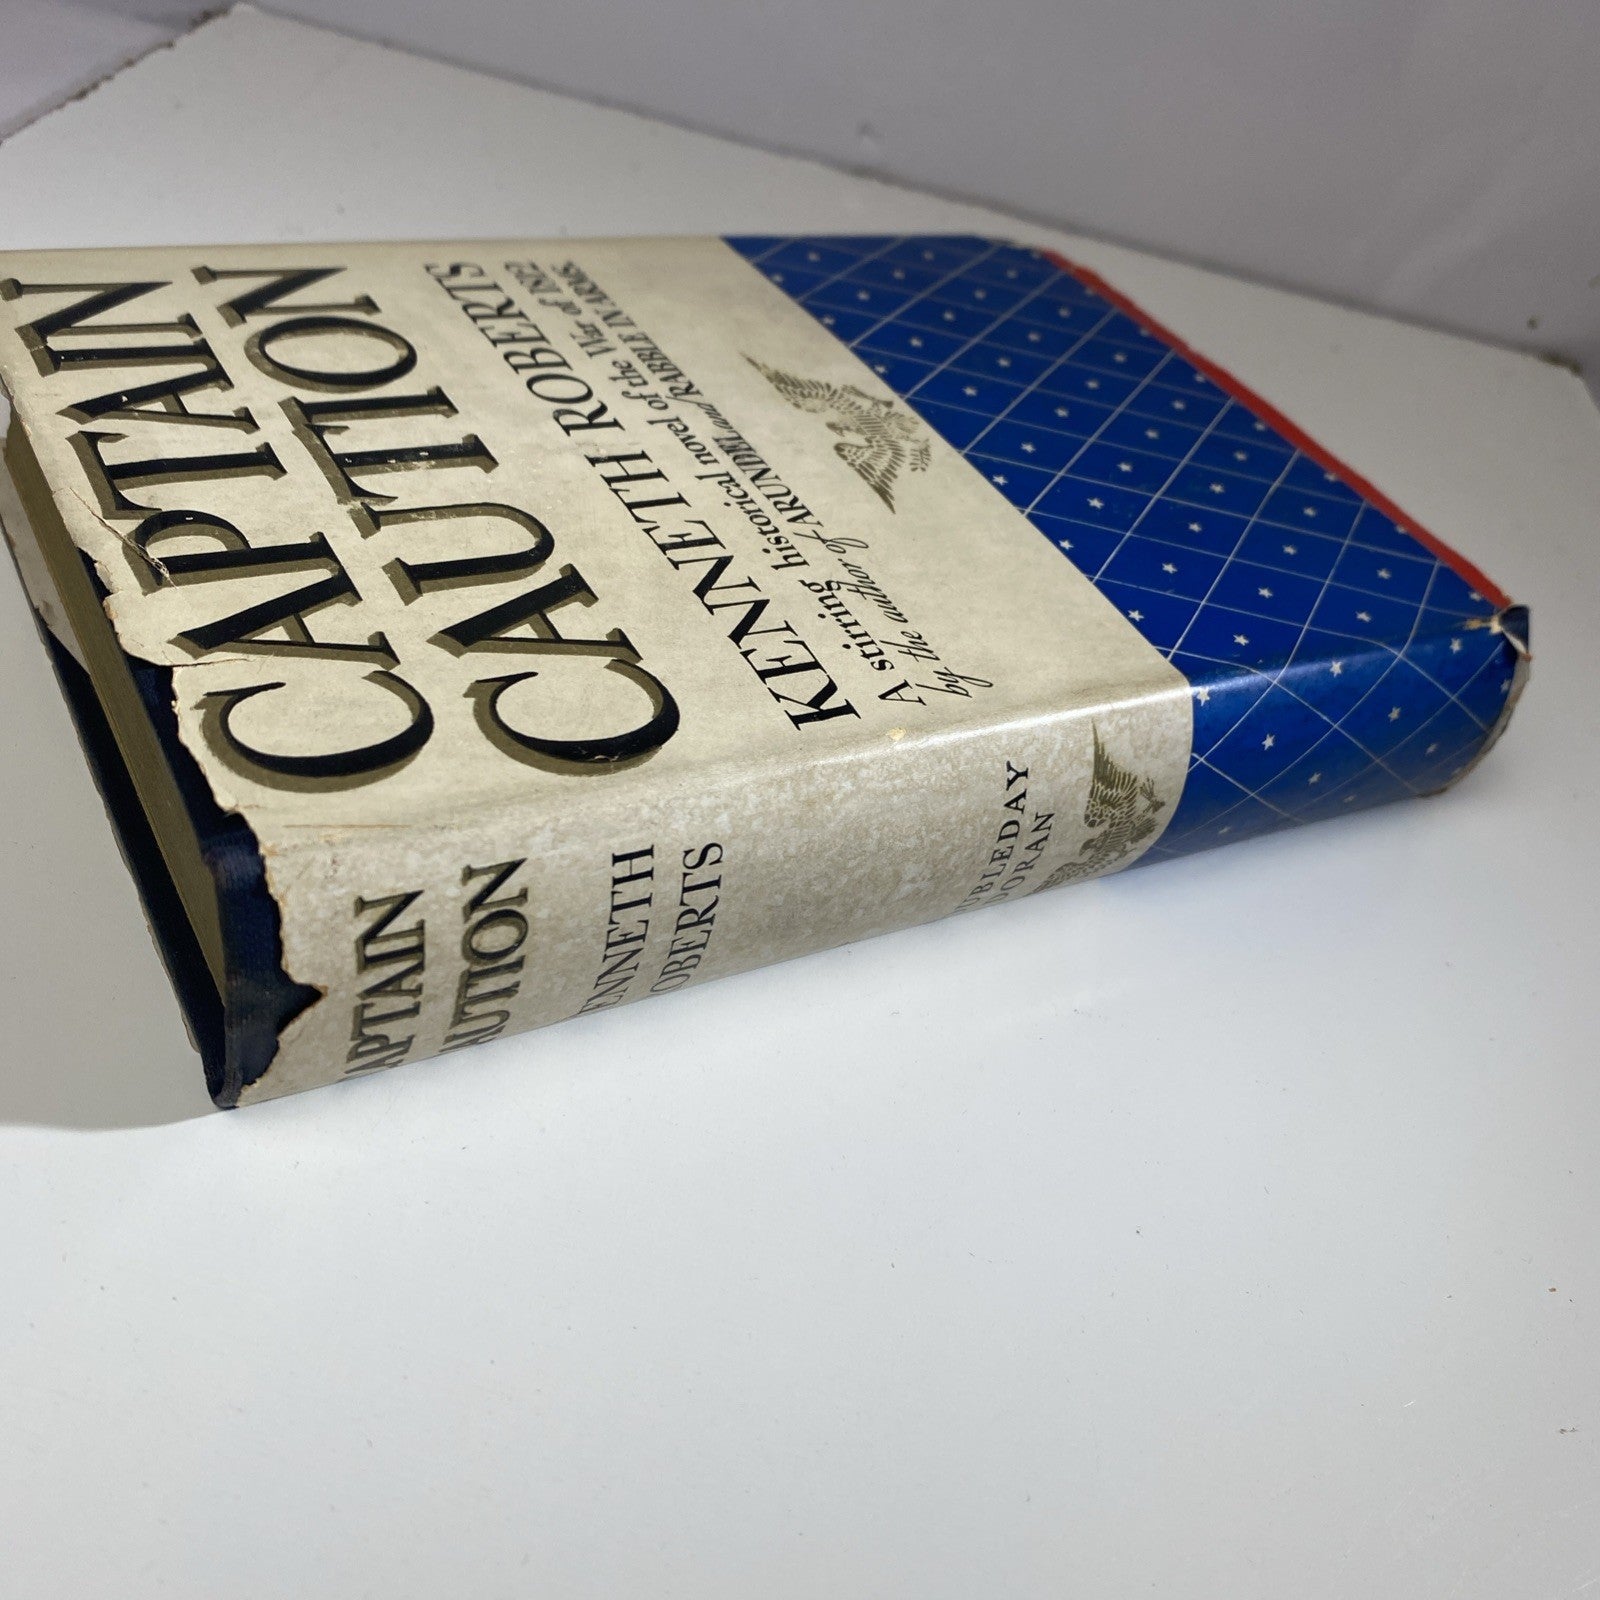 CAPTAIN
CAUTION
KENNETH ROBERTS
A stirring historical novel of the War of 1812
by the author of ARUNDEL and RABBLE IN ARMS.
CAPTAIN
CAUTION
KENNETH
ROBERTS
DOUBLEDAY
DORAN